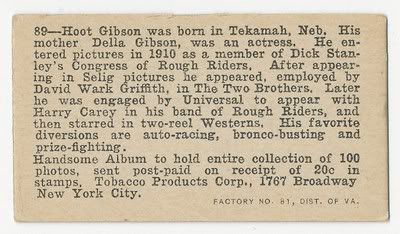 89—Hoot Gibson was born in Tekamah, Neb. His
mother Della Gibson, was an actress. He en-
tered pictures in 1910 as a member of Dick Stan-
ley's Congress of Rough Riders. After appear-
ing in Selig pictures he appeared, employed by
David Wark Griffith, in The Two Brothers. Later
he was engaged by Universal to appear with
Harry Carey in his band of Rough Riders, and
then starred in two-reel Westerns. His favorite
diversions are auto-racing, bronco-busting and
prize-fighting.
Handsome Album to hold entire collection of 100
photos, sent post-paid on receipt of 20c in
stamps, Tobacco Products Corp., 1767 Broadway
New York City.
FACTORY NO. 81, DIST. OF VA.